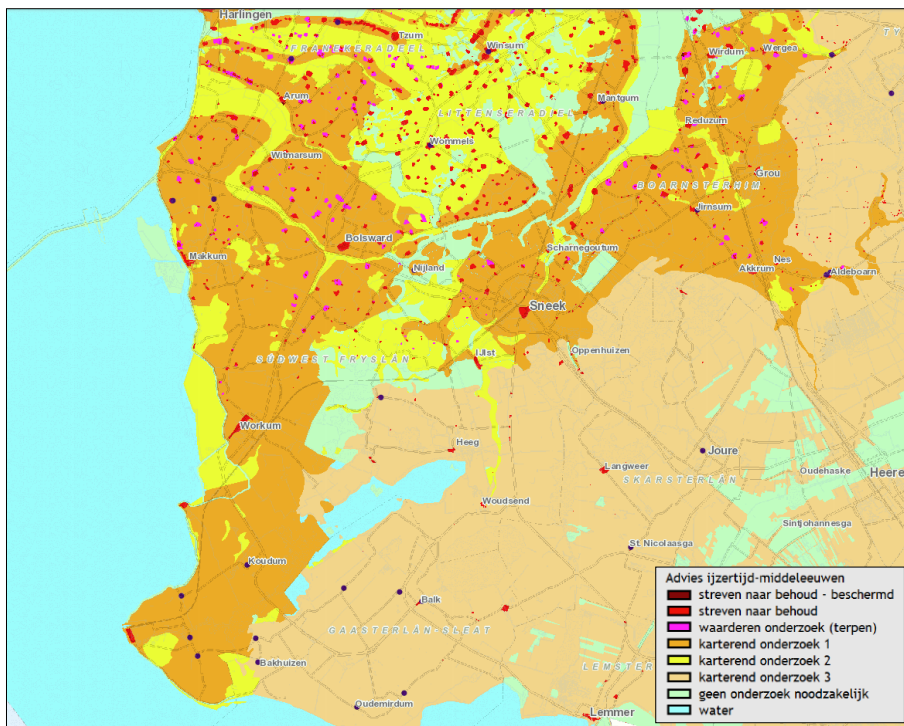 Harlingen
Tzum
FRANEKERADEEL
Winsum
Wirdum
Wergea
TY
Arum
Mantgum
LITTENSERADIEL
Reduzum
Wommels
Witmarsum
Grou
BOARNSTERHIM
Jirnsum
Bolsward
Scharnegoutum
Makkum
Nijland
Nes
Akkrum
Aldeboarn
Sneek
SÚDWEST FRYSLÂN
IJlst
Oppenhuizen
Workum
Heeg
Joure
Langweer
Oudehaske
Heere
SKARSTERLÂN
Woudsend
Sintjohannesga
St. Nicolaasga
Koudum
Balk
GAASTERLÂN-SLEAT
Bakhuizen
LEMSTER
Oudemirdum
Lemmer
Advies ijzertijd-middeleeuwen
streven naar behoud - beschermd
streven naar behoud
waarderen onderzoek (terpen)
karterend onderzoek 1
karterend onderzoek 2
karterend onderzoek 3
geen onderzoek noodzakelijk
water